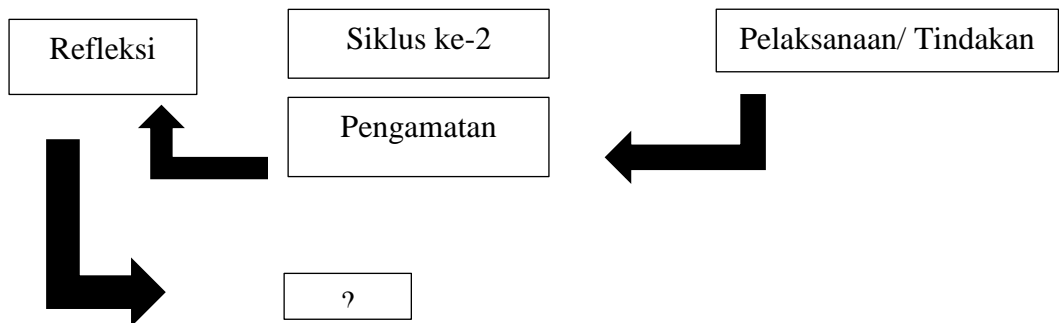 Refleksi
Siklus ke-2
Pelaksanaan/ Tindakan
Pengamatan
?